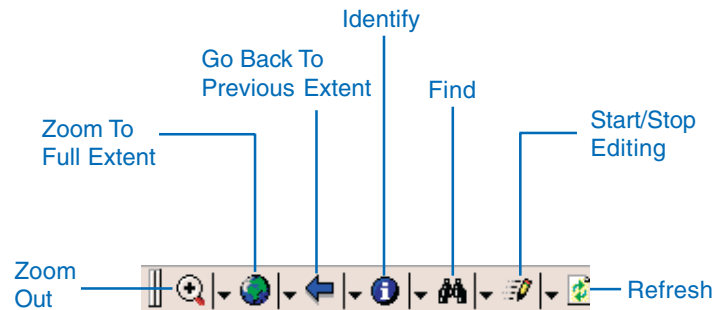 Identify
Go Back To
Previous Extent
Find
Zoom To
Full Extent
Start/Stop
Editing
Zoom
Out
Refresh